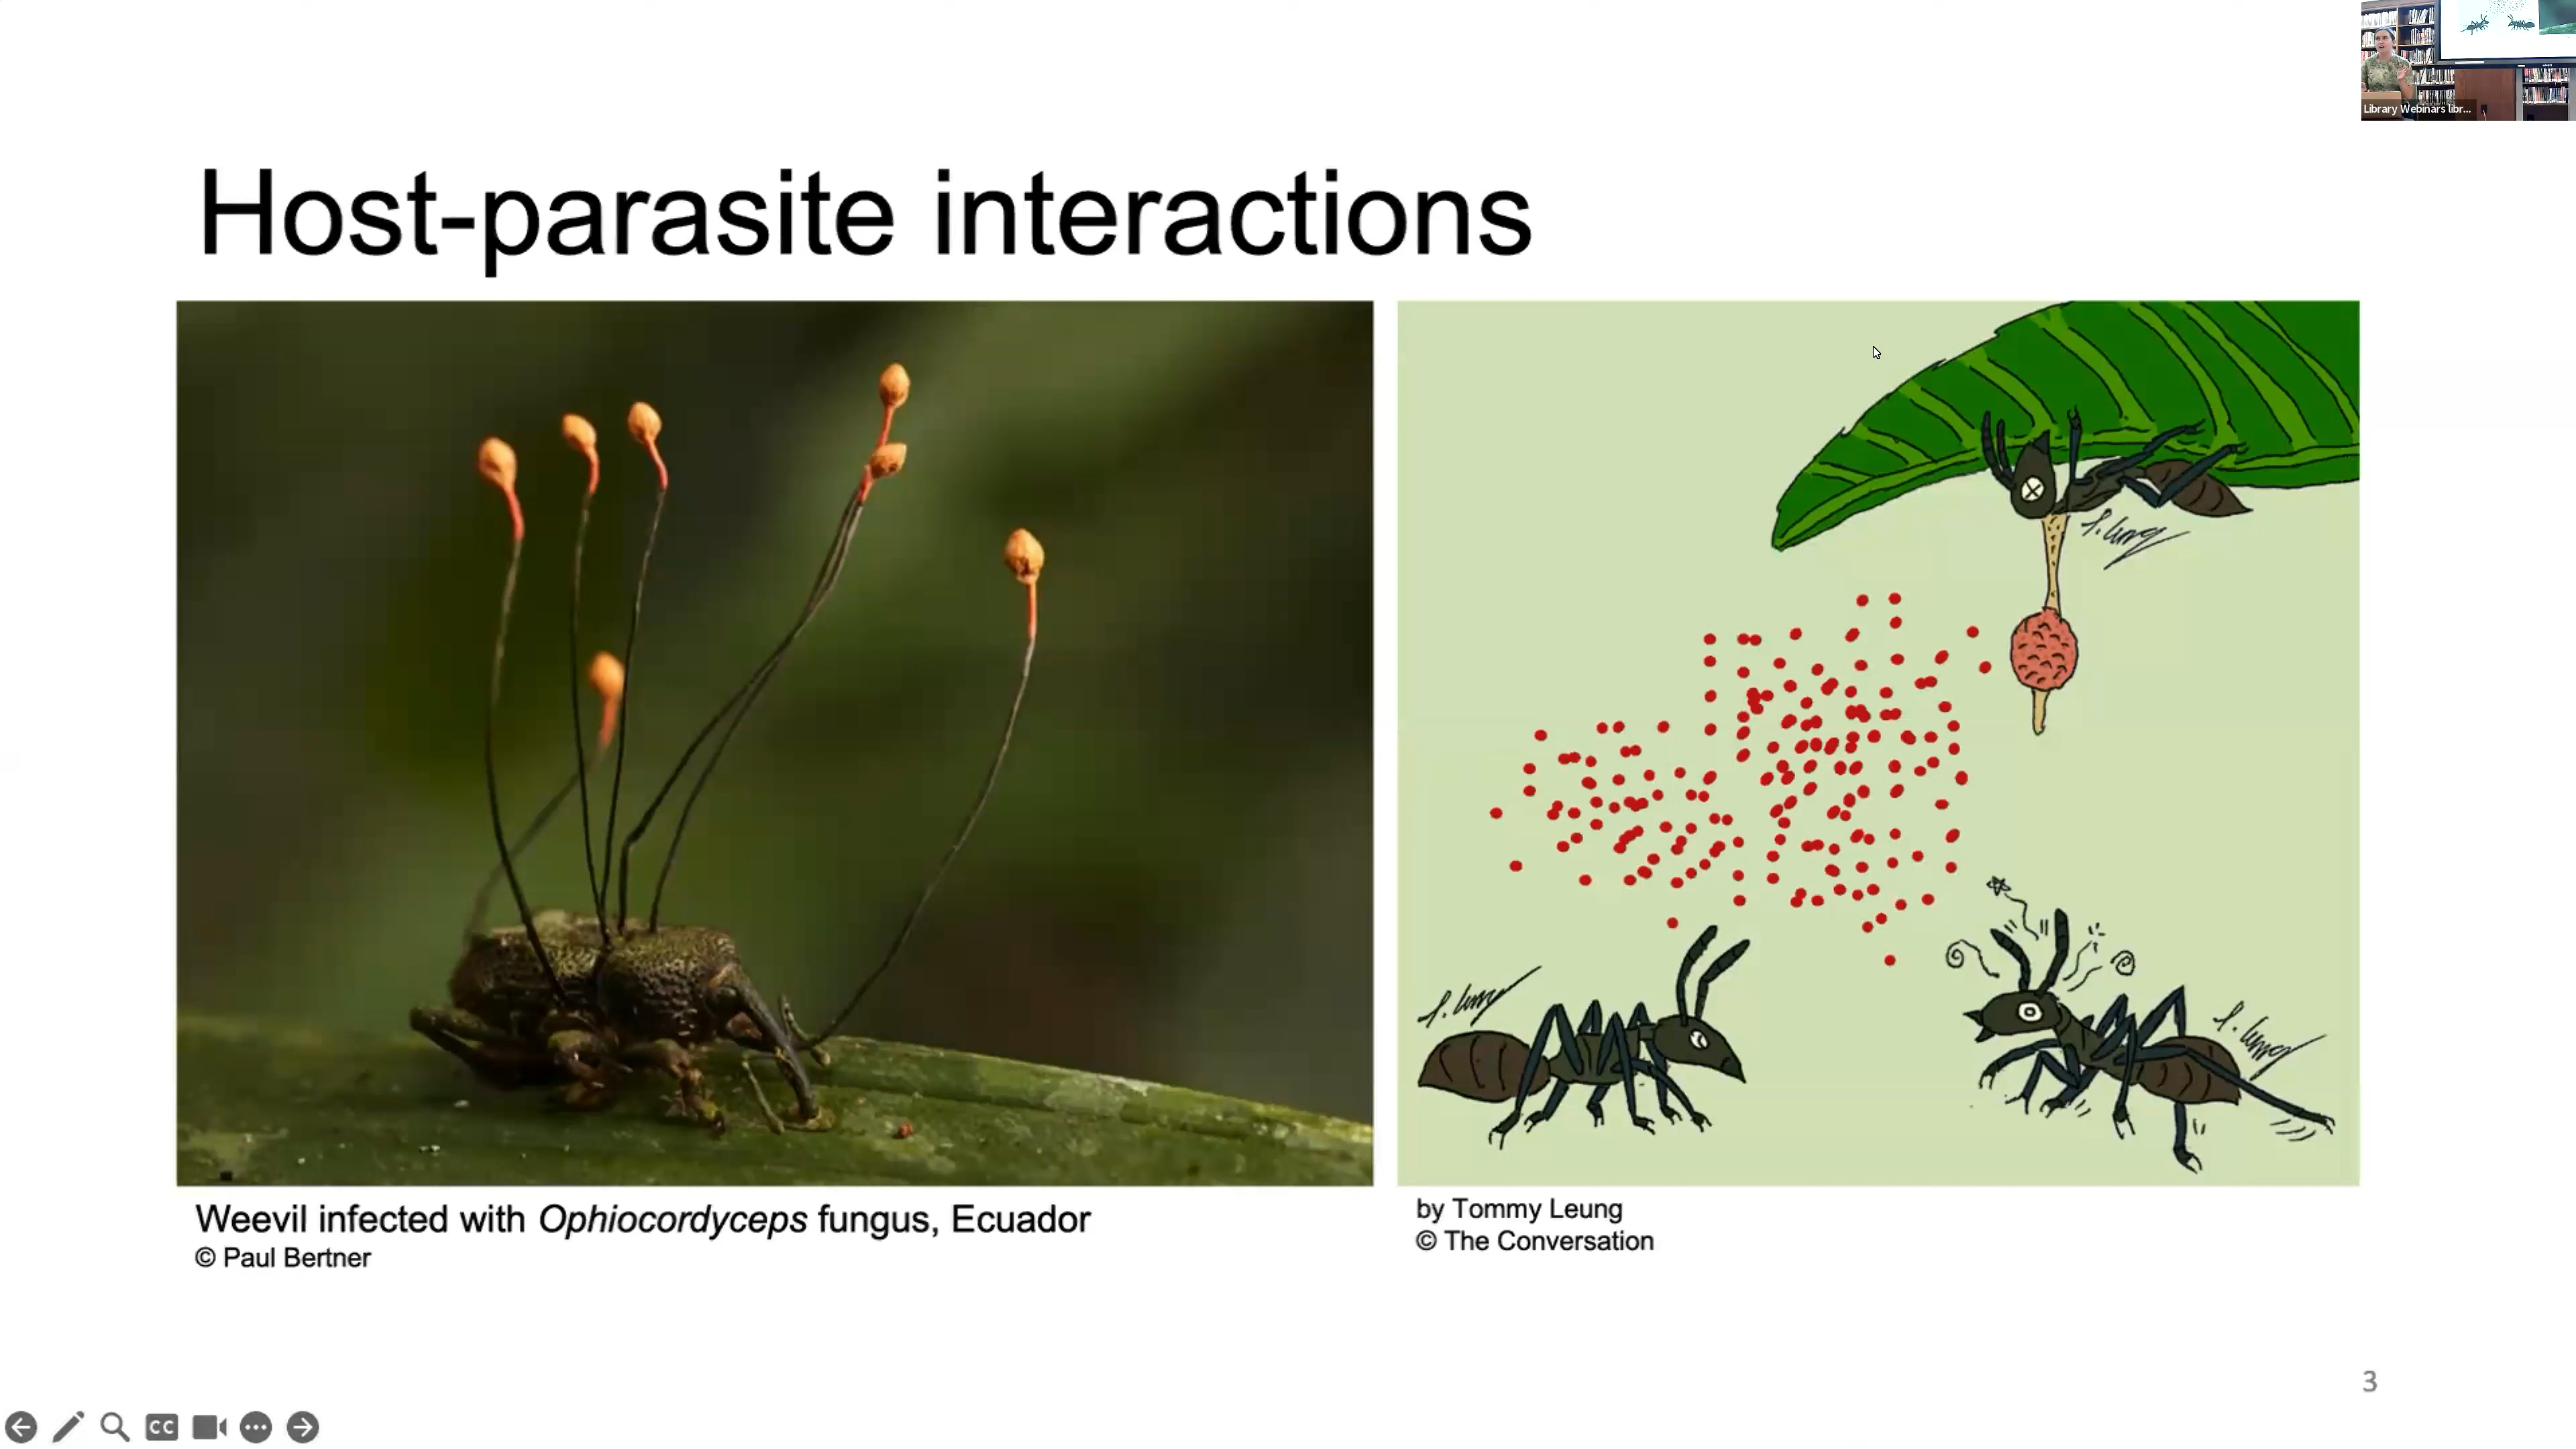 Library Webinars libr...
Host-parasite interactions
Weevil infected with Ophiocordyceps fungus, Ecuador
© Paul Bertner
by Tommy Leung
© The Conversation
3
CC